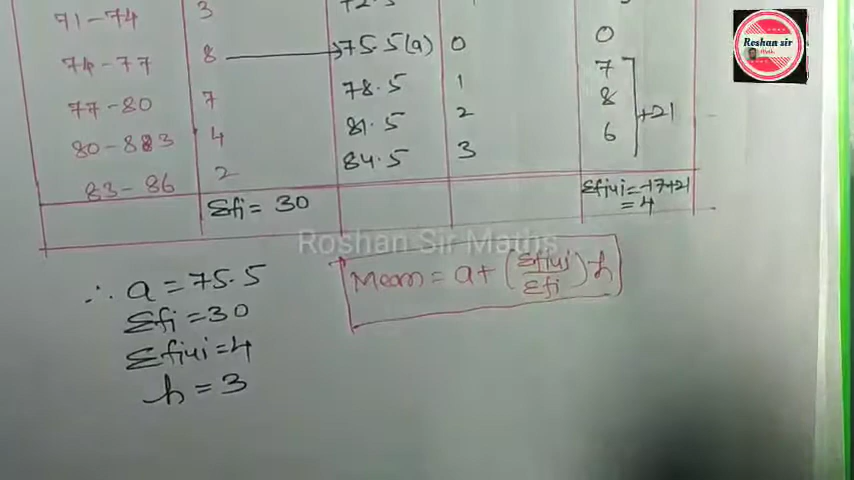 71-74 3 72.5
74-77 8 75.5(a) 0 0
77-80 7 78.5 1 7
80-83 4 81.5 2 8 +21
83-86 2 84.5 3 6
Σfi = 30 Σfiui = -17+21
= 4
∴ a = 75.5
Σfi = 30
Σfiui = 4
h = 3
Mean = a + (Σfiui / Σfi) h
Roshan Sir Maths
Roshan sir